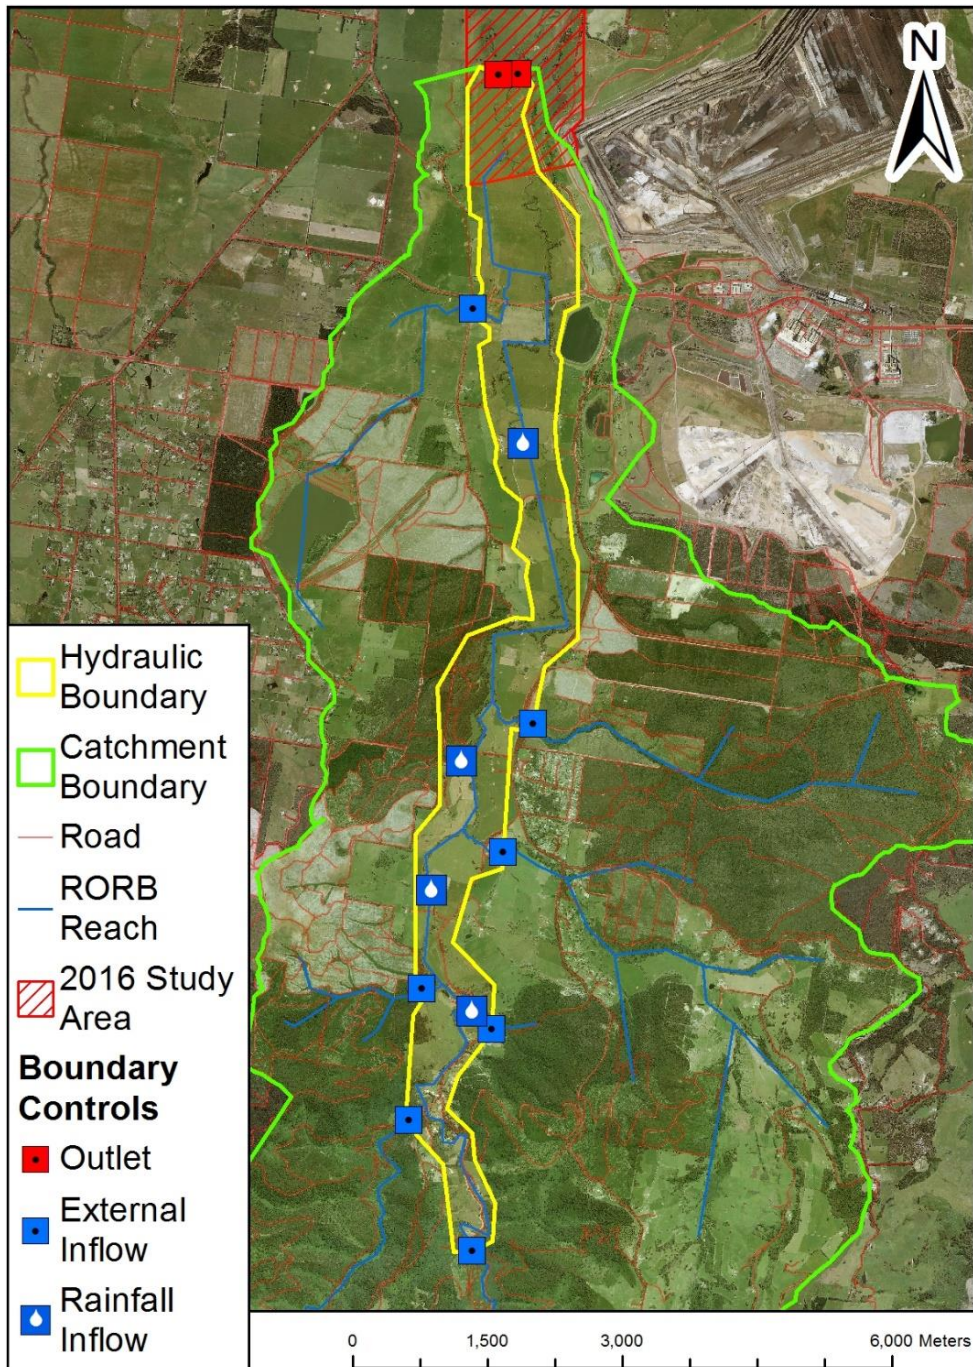 N
Hydraulic
Boundary
Catchment
Boundary
Road
RORB
Reach
2016 Study
Area
Boundary
Controls
Outlet
External
Inflow
Rainfall
Inflow
0 1,500 3,000 6,000 Meters